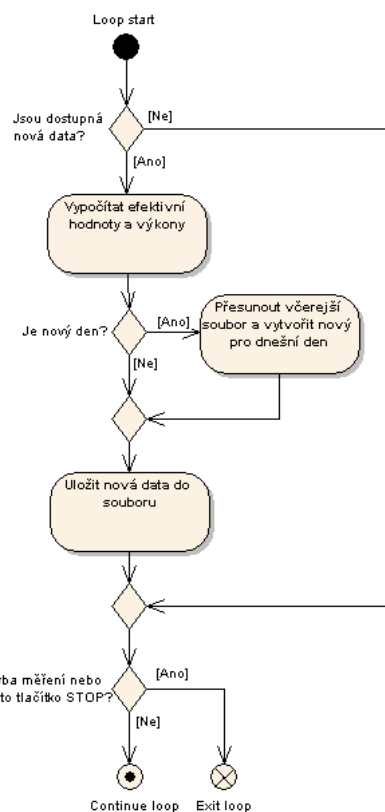 Loop start
[Ne]
Jsou dostupná
nová data?
[Ano]
Vypočítat efektivní
hodnoty a výkony
Je nový den?
[Ano]
Přesunout včerejší
soubor a vytvořit nový
pro dnešní den
[Ne]
Uložit nová data do
souboru
měření nebo
to tlačítko STOP?
[Ano]
[Ne]
Continue loop
Exit loop